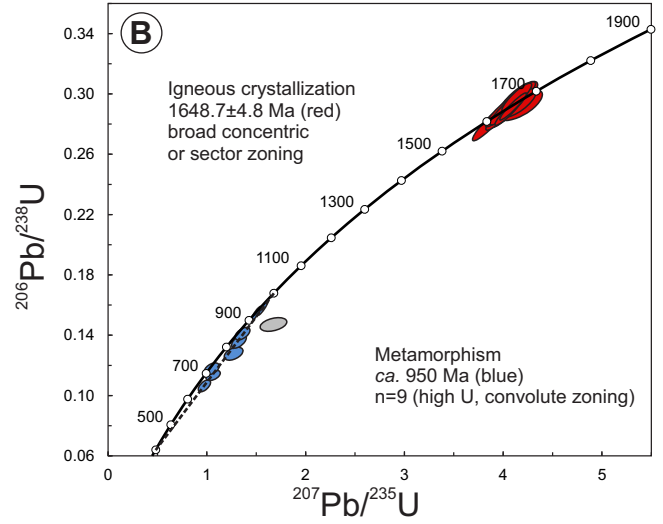 B
Igneous crystallization
1648.7±4.8 Ma (red)
broad concentric
or sector zoning
Metamorphism
ca. 950 Ma (blue)
n=9 (high U, convolute zoning)
1900
1700
1500
1300
1100
900
700
500
0.34
0.30
0.26
0.22
0.18
0.14
0.10
0.06
206Pb/238U
0 1 2 3 4 5
207Pb/235U